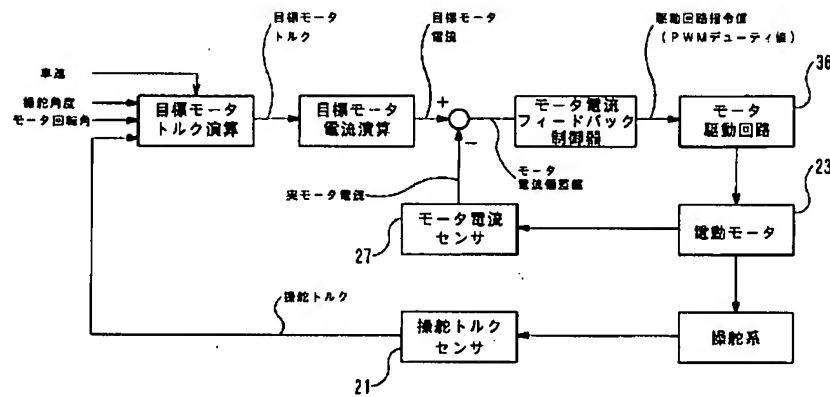 目標モータ
トルク
目標モータ
電流
駆動回路指令値
(PWMデューティ値)
36
車速
操舵角度
モータ回転角
目標モータ
トルク演算
目標モータ
電流演算
+
−
モータ電流
フィードバック
制御器
モータ
駆動回路
実モータ電流
モータ
23
モータ電流
センサ
27
電動モータ
操舵トルク
操舵トルク
センサ
21
操舵系